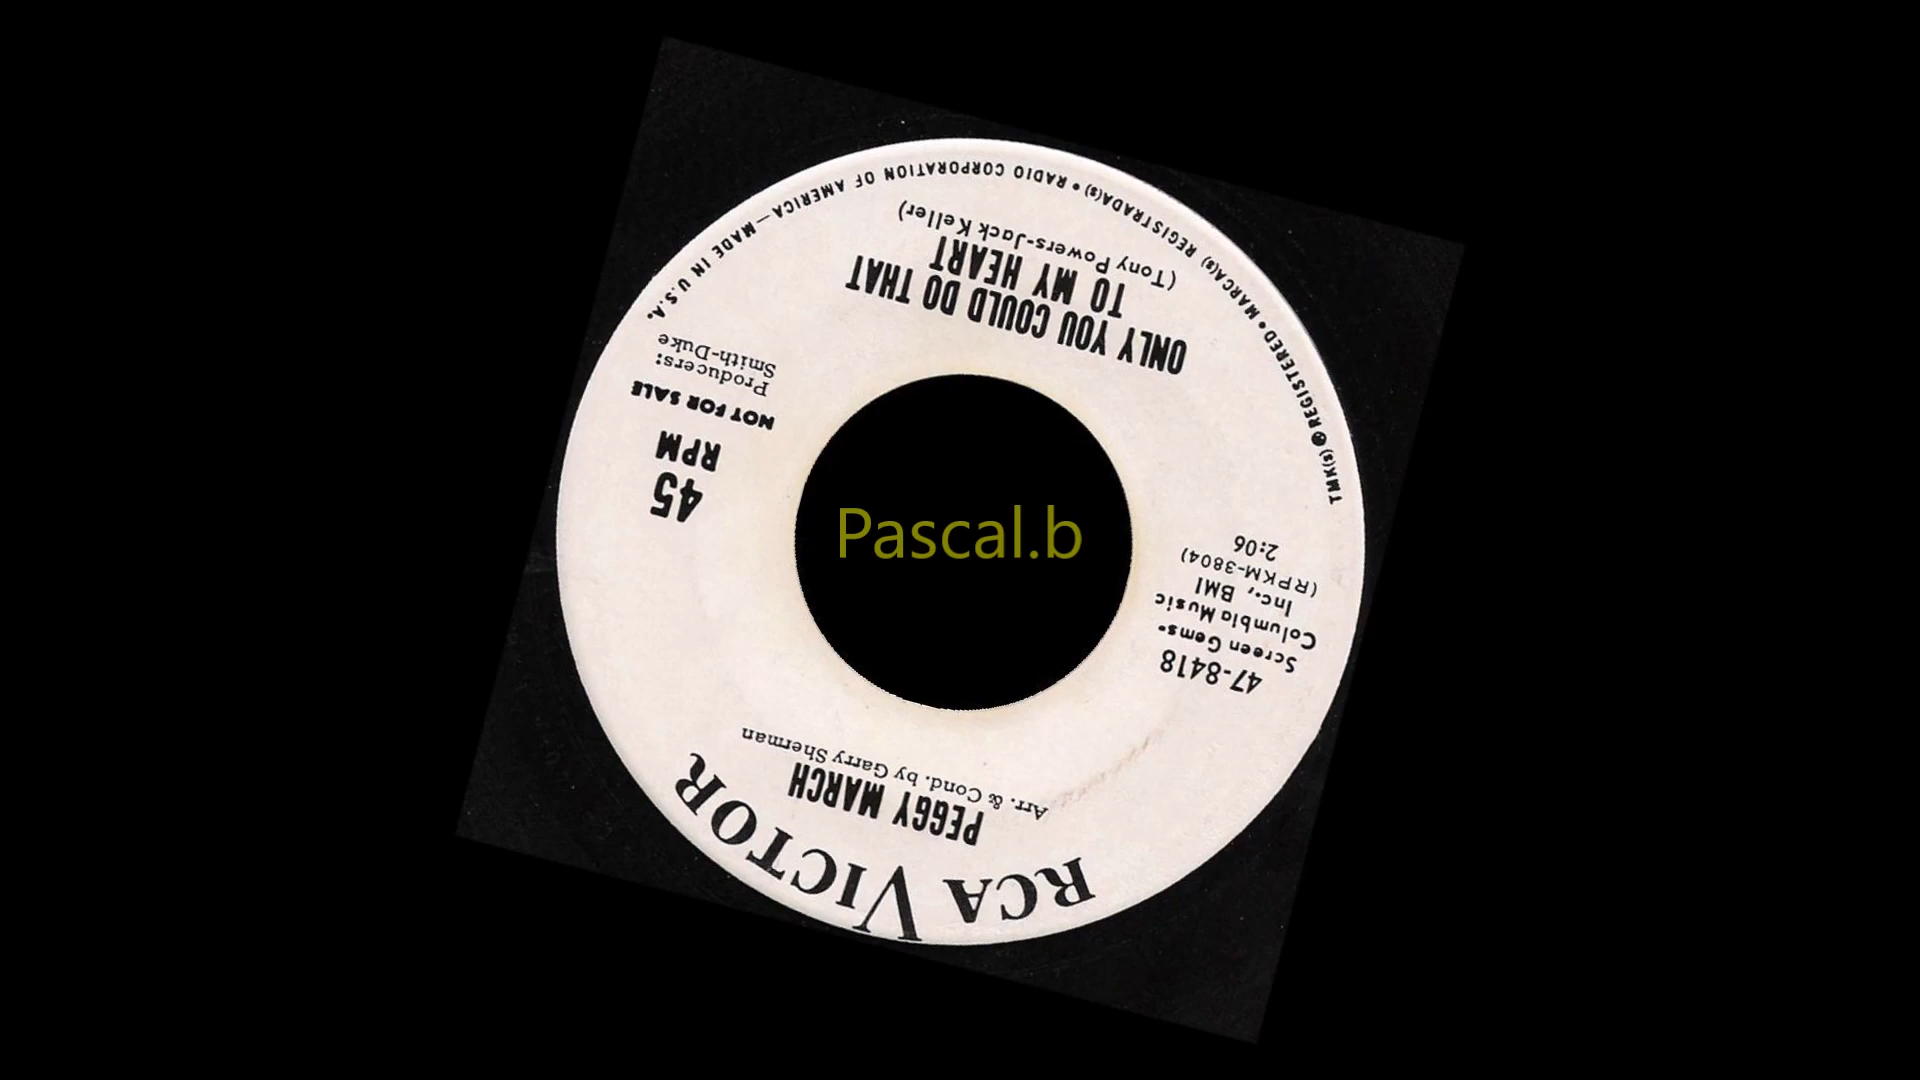 RCA VICTOR
PEGGY MARCH
Arr. & Cond. by Garry Sherman
47-8418
Screen Gems-
Columbia Music
Inc., BMI
(RPKM-3804)
2:06
45
RPM
NOT FOR SALE
Producers:
Smith-Duke
Pascal.b
ONLY YOU COULD DO THAT
TO MY HEART
(Tony Powers-Jack Keller)
TMK(s) ® REGISTERED • MARCA(s) REGISTRADA(s) • RADIO CORPORATION OF AMERICA—MADE IN U.S.A.